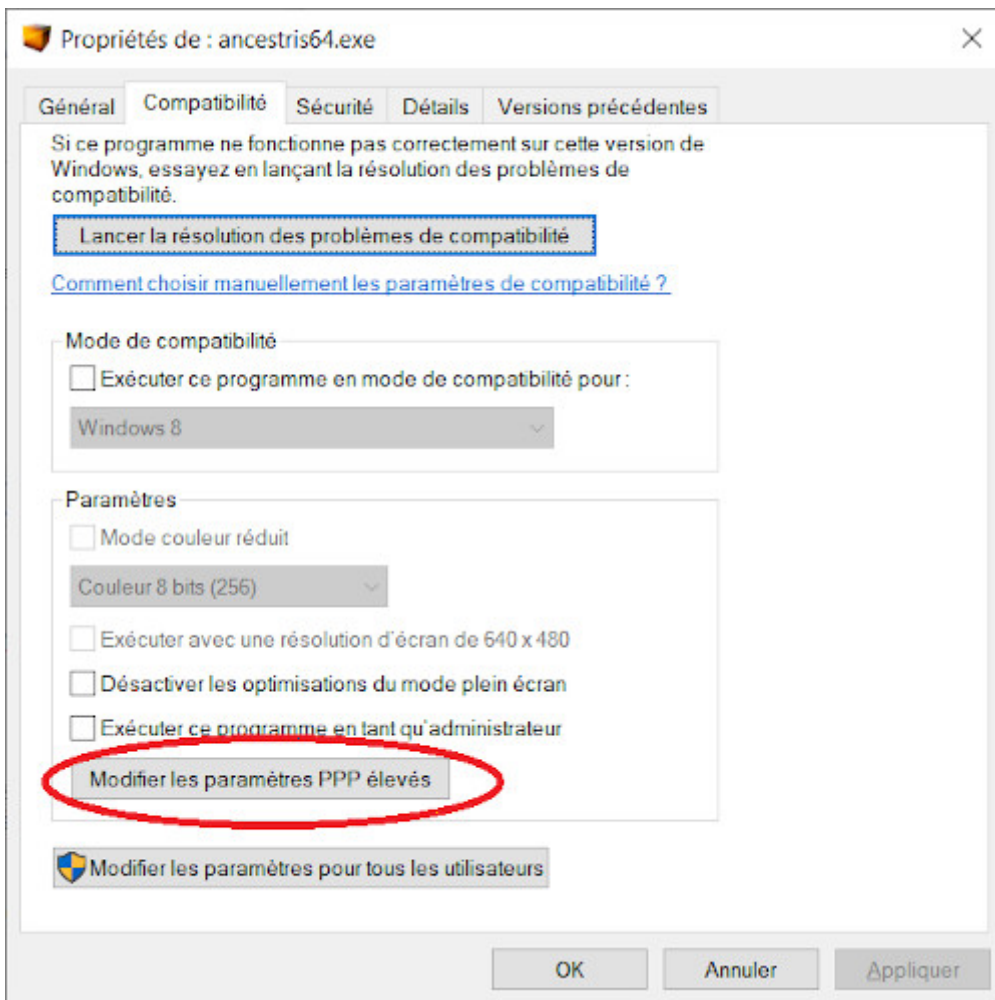 Propriétés de : ancestris64.exe
Général Compatibilité Sécurité Détails Versions précédentes
Si ce programme ne fonctionne pas correctement sur cette version de
Windows, essayez en lançant la résolution des problèmes de
compatibilité.
Lancer la résolution des problèmes de compatibilité
Comment choisir manuellement les paramètres de compatibilité ?
Mode de compatibilité
Exécuter ce programme en mode de compatibilité pour :
Windows 8
Paramètres
Mode couleur réduit
Couleur 8 bits (256)
Exécuter avec une résolution d'écran de 640 x 480
Désactiver les optimisations du mode plein écran
Exécuter ce programme en tant qu'administrateur
Modifier les paramètres PPP élevés
Modifier les paramètres pour tous les utilisateurs
OK Annuler Appliquer